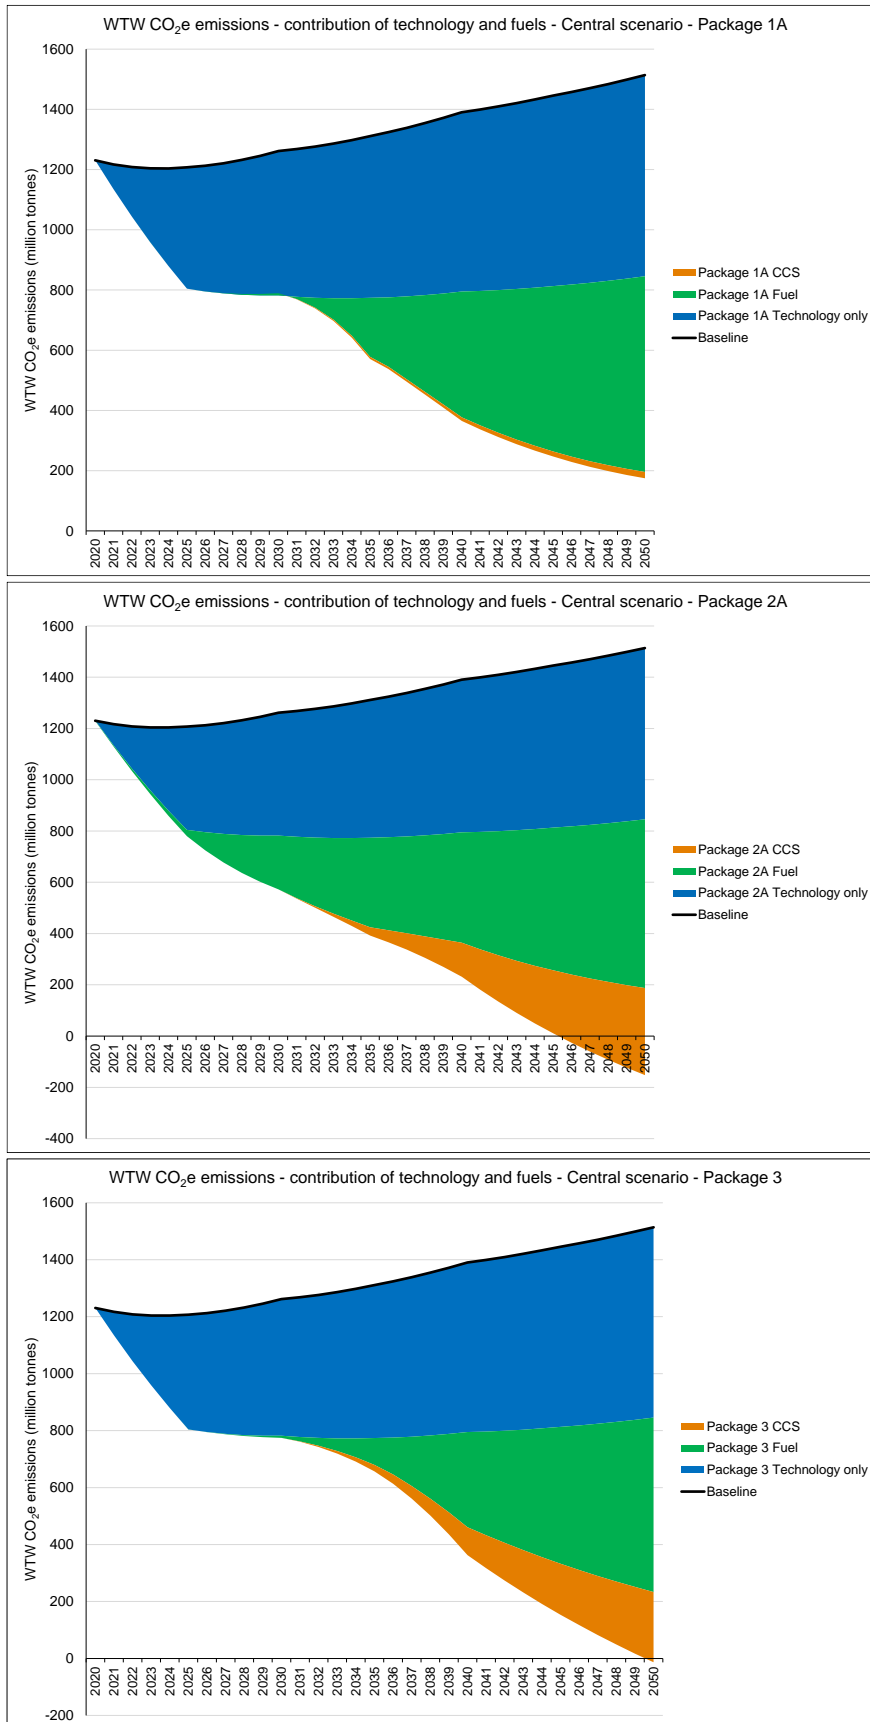 WTW CO₂e emissions - contribution of technology and fuels - Central scenario - Package 1A
WTW CO₂e emissions (million tonnes)
1600
1400
1200
1000
800
600
400
200
0
2020 2021 2022 2023 2024 2025 2026 2027 2028 2029 2030 2031 2032 2033 2034 2035 2036 2037 2038 2039 2040 2041 2042 2043 2044 2045 2046 2047 2048 2049 2050
Package 1A CCS
Package 1A Fuel
Package 1A Technology only
Baseline
WTW CO₂e emissions - contribution of technology and fuels - Central scenario - Package 2A
WTW CO₂e emissions (million tonnes)
1600
1400
1200
1000
800
600
400
200
0
-200
-400
2020 2021 2022 2023 2024 2025 2026 2027 2028 2029 2030 2031 2032 2033 2034 2035 2036 2037 2038 2039 2040 2041 2042 2043 2044 2045 2046 2047 2048 2049 2050
Package 2A CCS
Package 2A Fuel
Package 2A Technology only
Baseline
WTW CO₂e emissions - contribution of technology and fuels - Central scenario - Package 3
WTW CO₂e emissions (million tonnes)
1600
1400
1200
1000
800
600
400
200
0
-200
2020 2021 2022 2023 2024 2025 2026 2027 2028 2029 2030 2031 2032 2033 2034 2035 2036 2037 2038 2039 2040 2041 2042 2043 2044 2045 2046 2047 2048 2049 2050
Package 3 CCS
Package 3 Fuel
Package 3 Technology only
Baseline